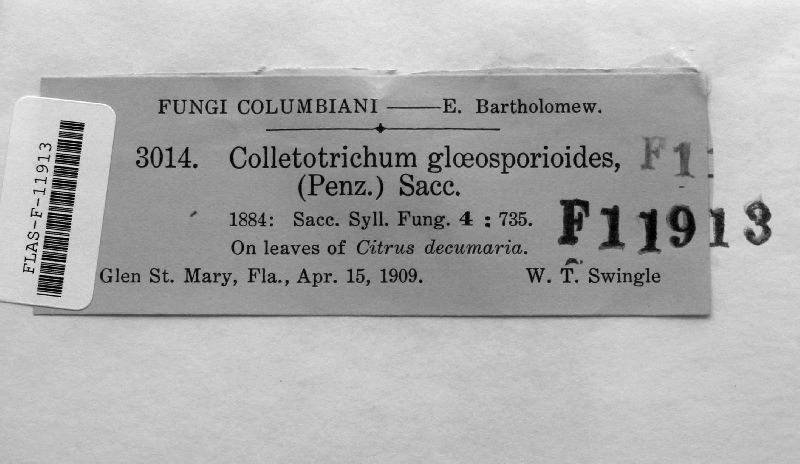 FUNGI COLUMBIANI —— E. Bartholomew.
3014. Colletotrichum glœosporioides,
(Penz.) Sacc.
1884: Sacc. Syll. Fung. 4 : 735.
On leaves of Citrus decumaria.
Glen St. Mary, Fla., Apr. 15, 1909. W. T. Swingle
F11
F11913
FLAS-F-11913